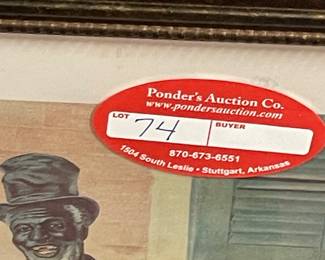 Ponder's Auction Co.
www.pondersauction.com
LOT 74 BUYER
870-673-6551
1504 South Leslie • Stuttgart, Arkansas